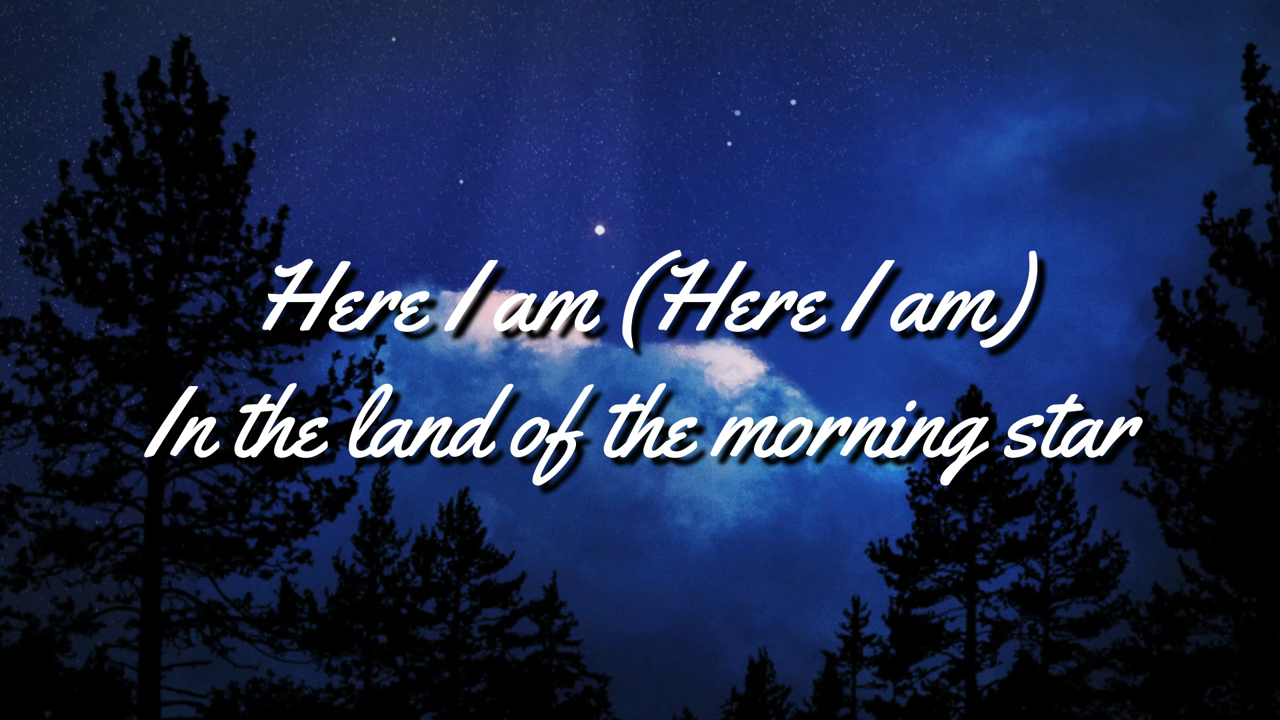 Here I am (Here I am)
In the land of the morning star